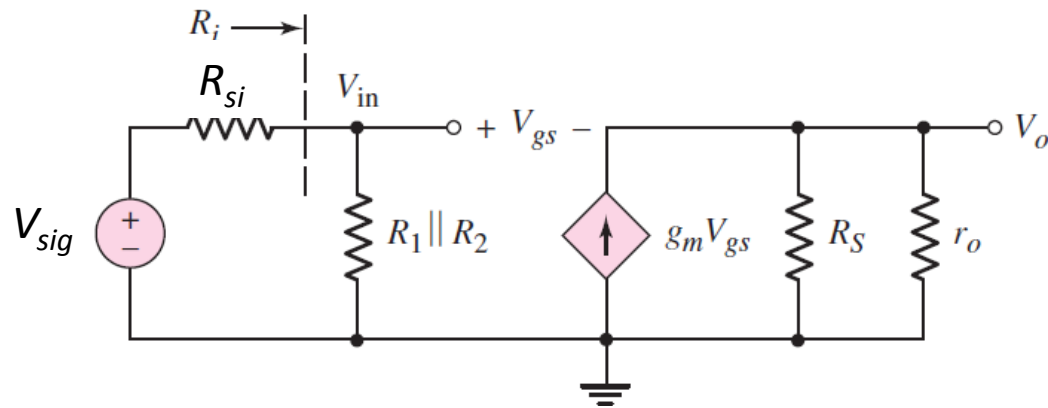 R_i
R_si
V_in
+ V_gs −
V_o
V_sig
+
−
R_1 || R_2
g_m V_gs
R_S
r_o